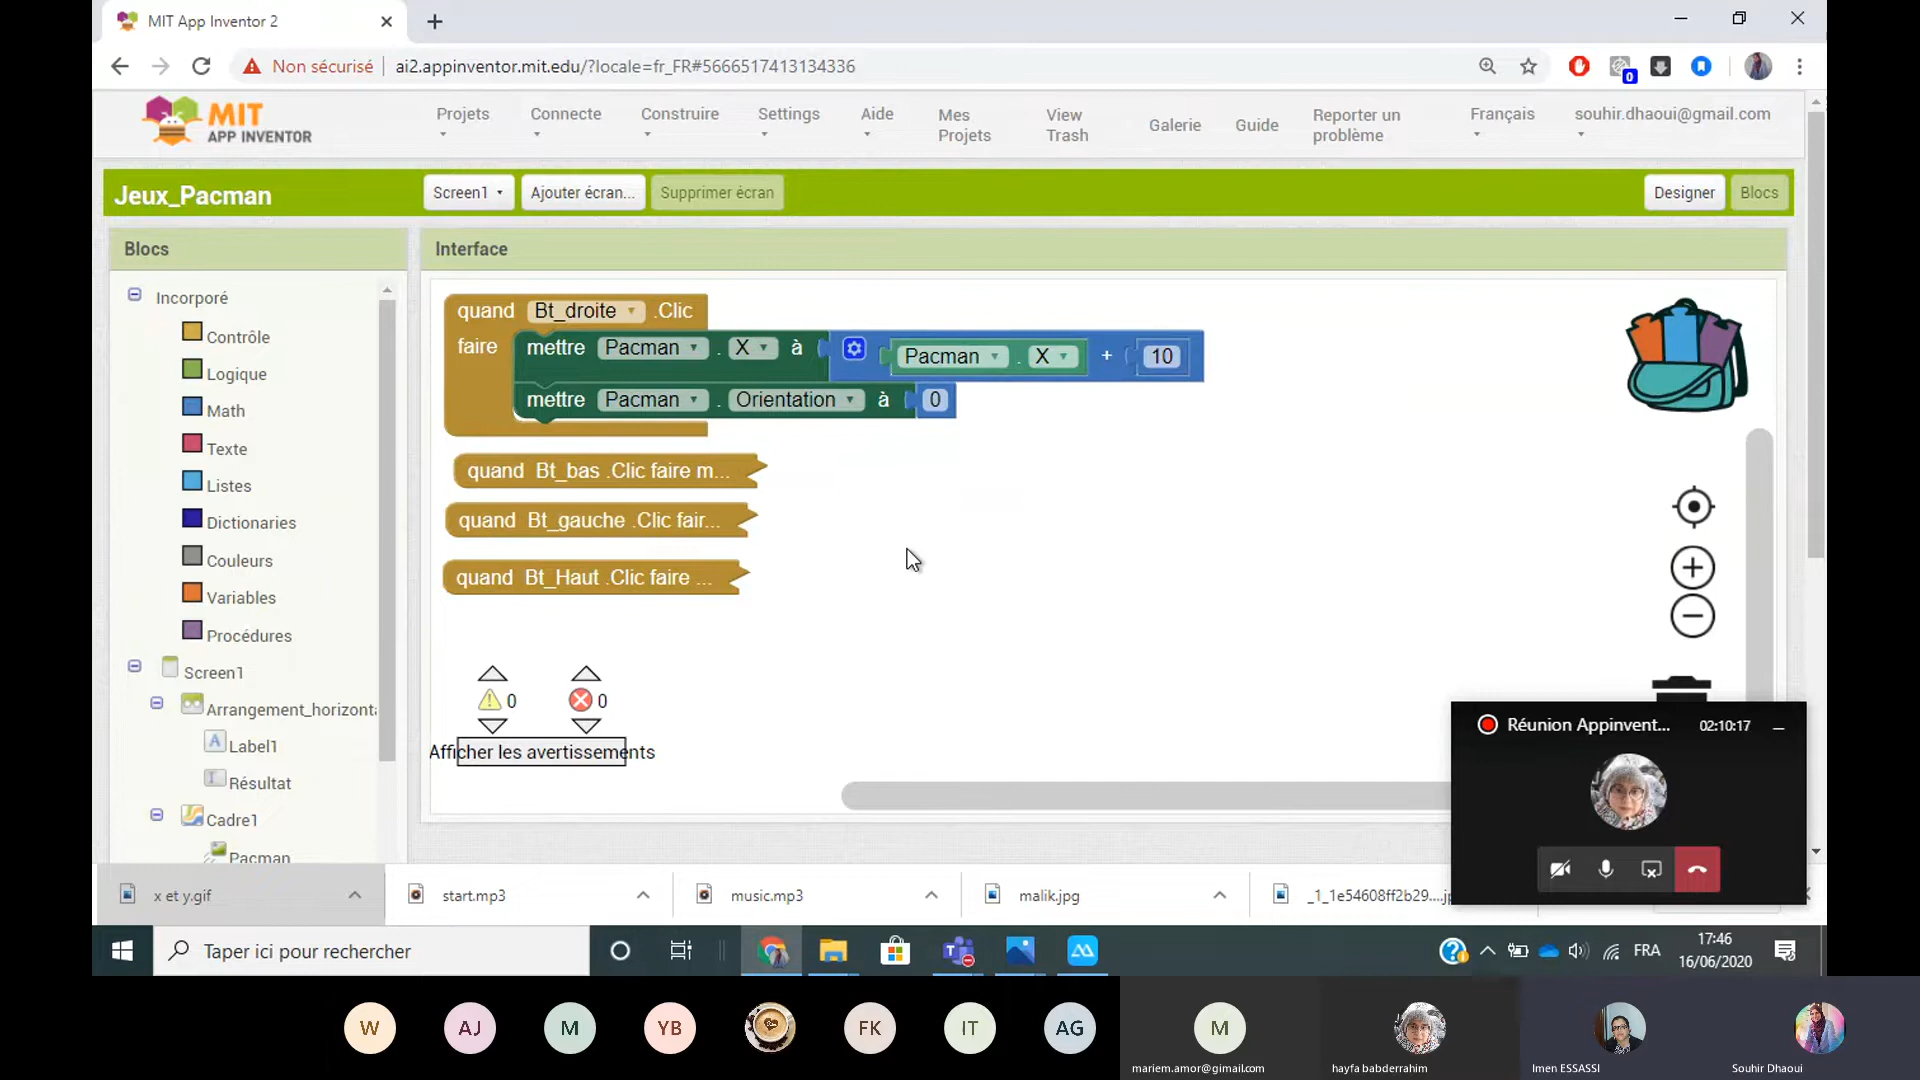 MIT App Inventor 2
Non sécurisé
ai2.appinventor.mit.edu/?locale=fr_FR#5666517413134336
0
MIT
APP INVENTOR
Projets
Connecte
Construire
Settings
Aide
Mes
Projets
View
Trash
Galerie
Guide
Reporter un
problème
Français
souhir.dhaoui@gmail.com
Jeux_Pacman
Screen1
Ajouter écran...
Supprimer écran
Designer
Blocs
Blocs
Interface
Incorporé
Contrôle
Logique
Math
Texte
Listes
Dictionaries
Couleurs
Variables
Procédures
Screen1
Arrangement_horizonta
A Label1
Résultat
Cadre1
Pacman
quand Bt_droite .Clic
faire mettre Pacman . X à Pacman . X + 10
mettre Pacman . Orientation à 0
quand Bt_bas .Clic faire m...
quand Bt_gauche .Clic fair...
quand Bt_Haut .Clic faire ...
0 0
Afficher les avertissements
Réunion Appinvent... 02:10:17
x et y.gif
start.mp3
music.mp3
malik.jpg
_1_1e54608ff2b29....jp
Taper ici pour rechercher
FRA
17:46
16/06/2020
W
AJ
M
YB
FK
IT
AG
M
mariem.amor@gimail.com
hayfa babderrahim
Imen ESSASSI
Souhir Dhaoui